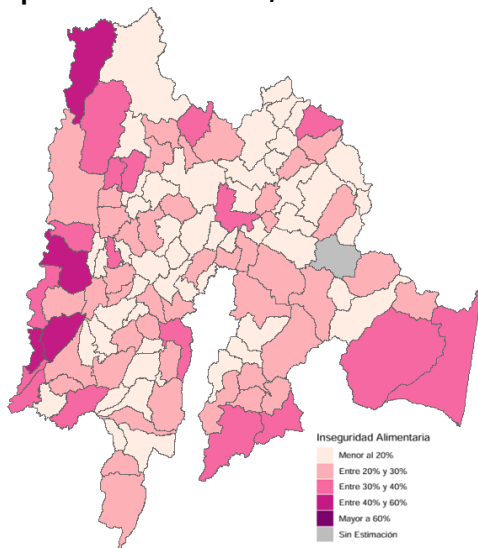 Inseguridad Alimentaria
Menor al 20%
Entre 20% y 30%
Entre 30% y 40%
Entre 40% y 60%
Mayor a 60%
Sin Estimación